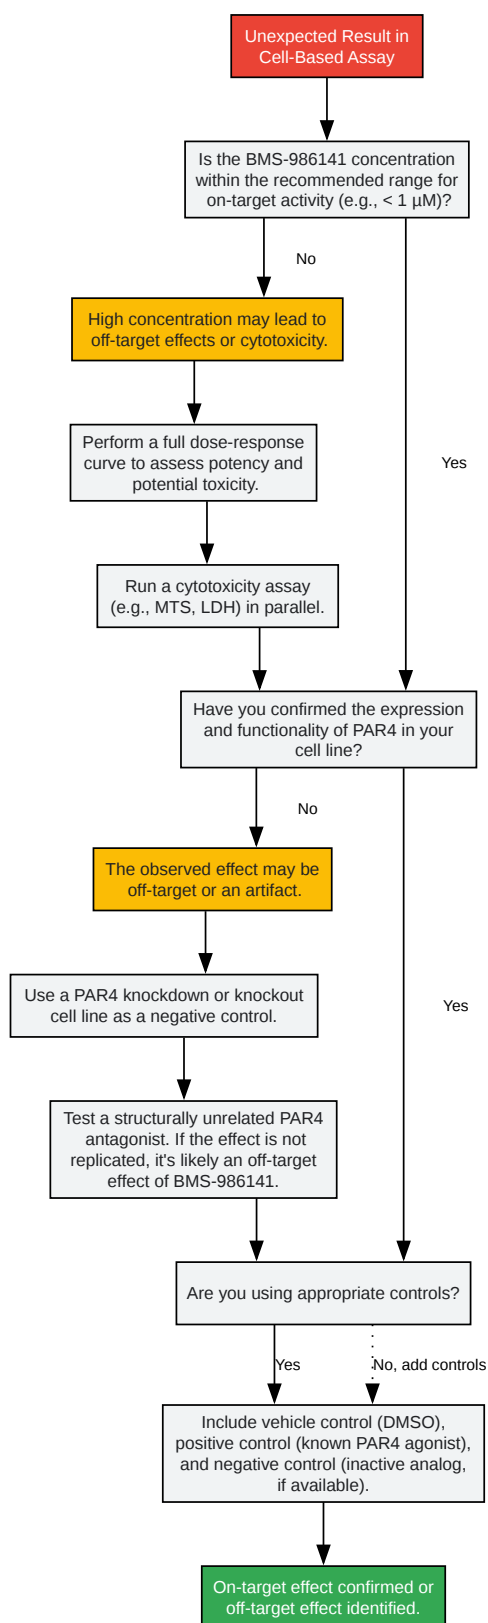 Unexpected Result in
Cell-Based Assay
Is the BMS-986141 concentration
within the recommended range for
on-target activity (e.g., < 1 µM)?
No
High concentration may lead to
off-target effects or cytotoxicity.
Perform a full dose-response
curve to assess potency and
potential toxicity.
Yes
Run a cytotoxicity assay
(e.g., MTS, LDH) in parallel.
Have you confirmed the expression
and functionality of PAR4 in your
cell line?
No
The observed effect may be
off-target or an artifact.
Use a PAR4 knockdown or knockout
cell line as a negative control.
Yes
Test a structurally unrelated PAR4
antagonist. If the effect is not
replicated, it's likely an off-target
effect of BMS-986141.
Are you using appropriate controls?
Yes
No, add controls
Include vehicle control (DMSO),
positive control (known PAR4 agonist),
and negative control (inactive analog,
if available).
On-target effect confirmed or
off-target effect identified.